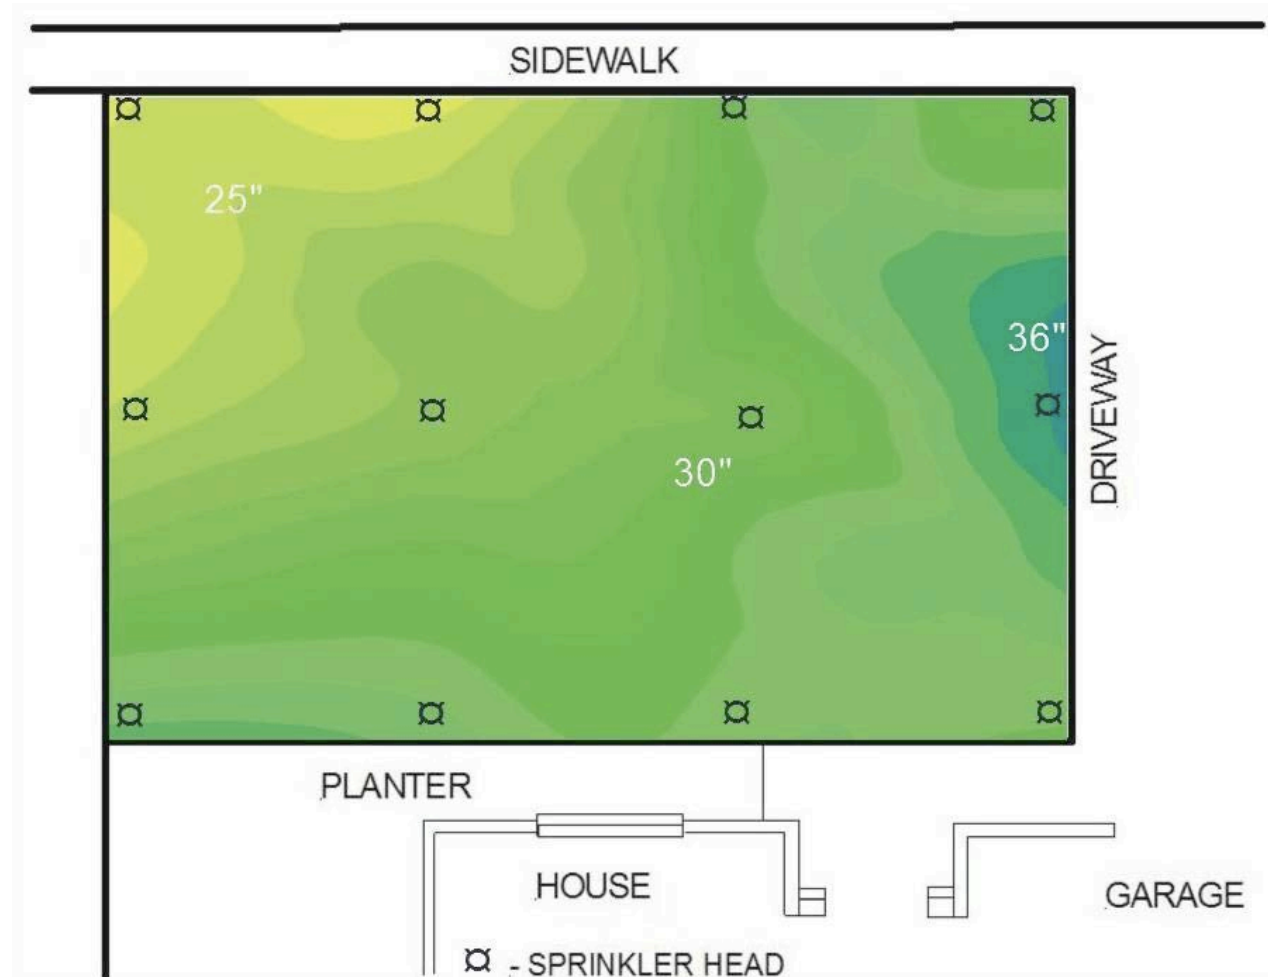 SIDEWALK
25"
36"
DRIVEWAY
30"
PLANTER
HOUSE
GARAGE
- SPRINKLER HEAD